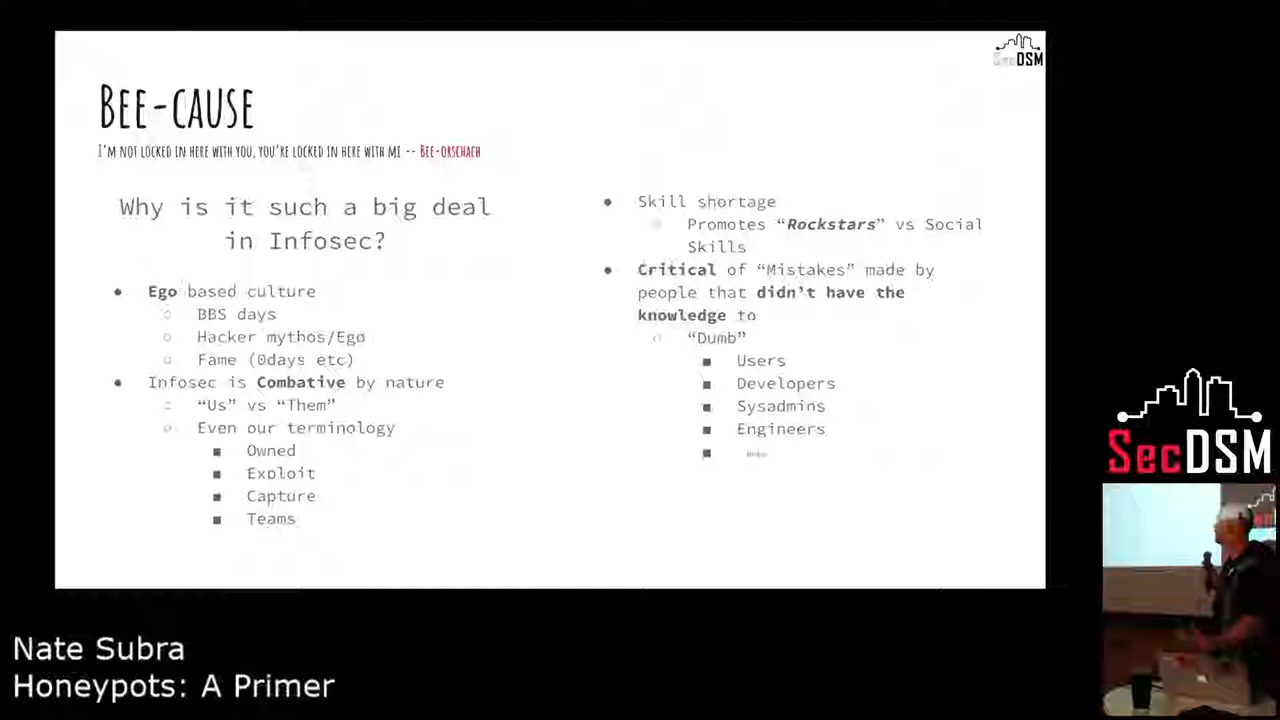 SecDSM
Bee-cause
I'm not locked in here with you, you're locked in here with me -- Bee-orschach
Why is it such a big deal
in Infosec?
● Ego based culture
○ BBS days
○ Hacker mythos/Ego
○ Fame (0days etc)
● Infosec is Combative by nature
○ “Us” vs “Them”
○ Even our terminology
■ Owned
■ Exploit
■ Capture
■ Teams
● Skill shortage
○ Promotes “Rockstars” vs Social
Skills
● Critical of “Mistakes” made by
people that didn’t have the
knowledge to
○ “Dumb”
■ Users
■ Developers
■ Sysadmins
■ Engineers
SecDSM
Nate Subra
Honeypots: A Primer